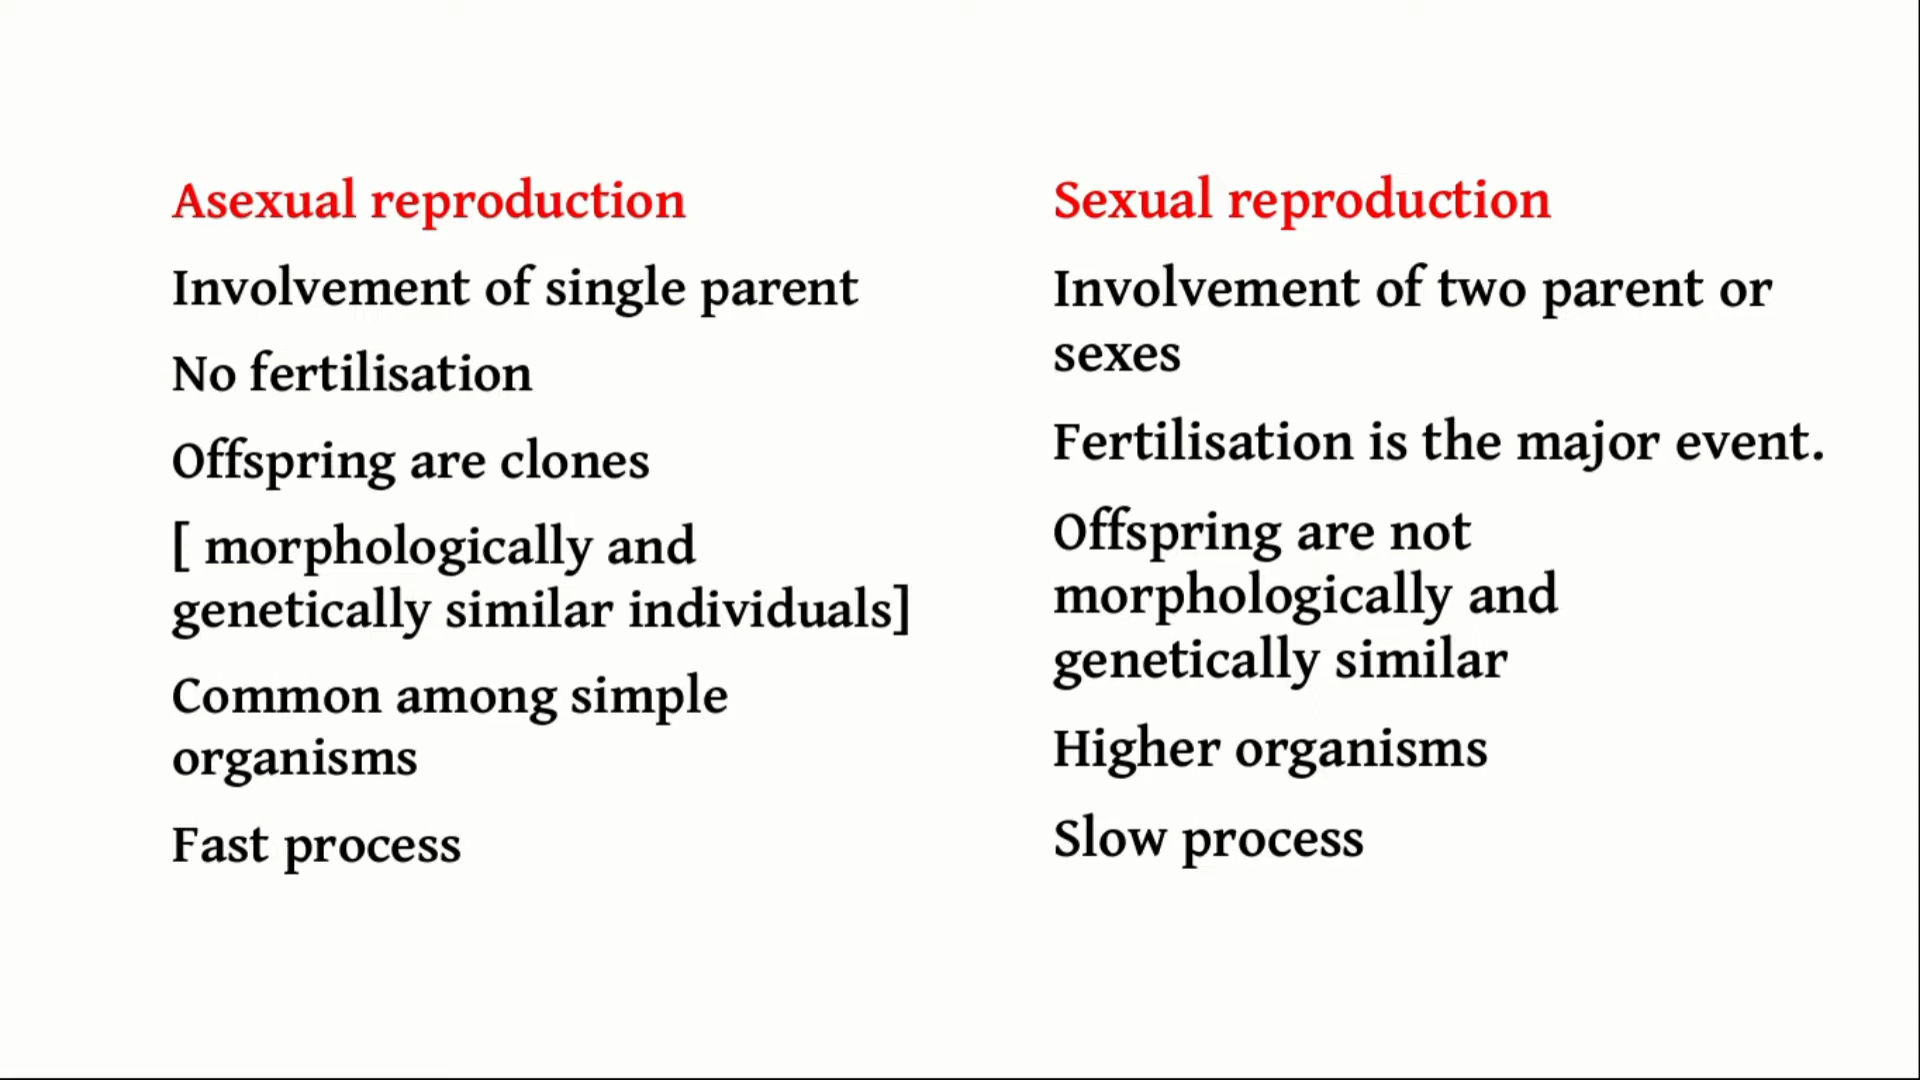 Asexual reproduction
Involvement of single parent
No fertilisation
Offspring are clones
[ morphologically and
genetically similar individuals]
Common among simple
organisms
Fast process
Sexual reproduction
Involvement of two parent or
sexes
Fertilisation is the major event.
Offspring are not
morphologically and
genetically similar
Higher organisms
Slow process